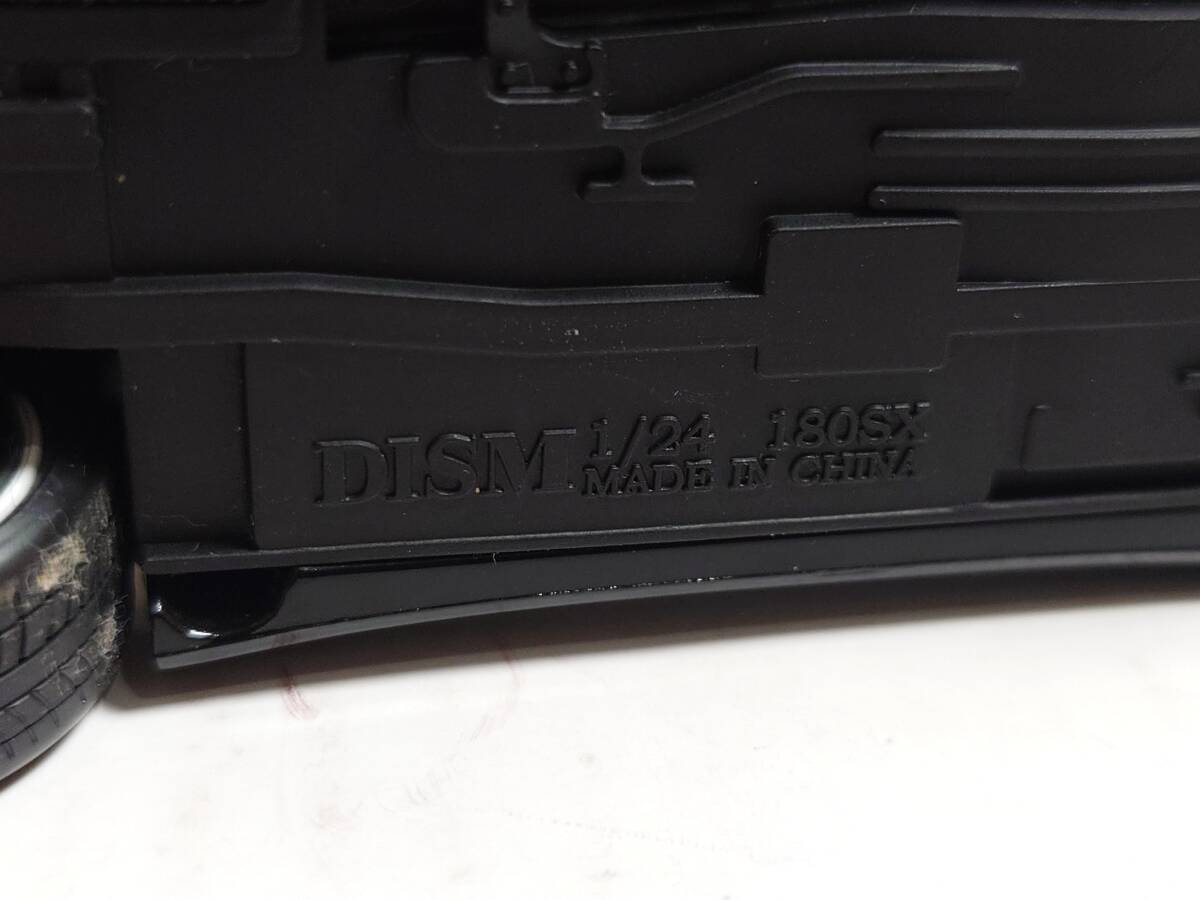 DISM 1/24 180SX
MADE IN CHINA